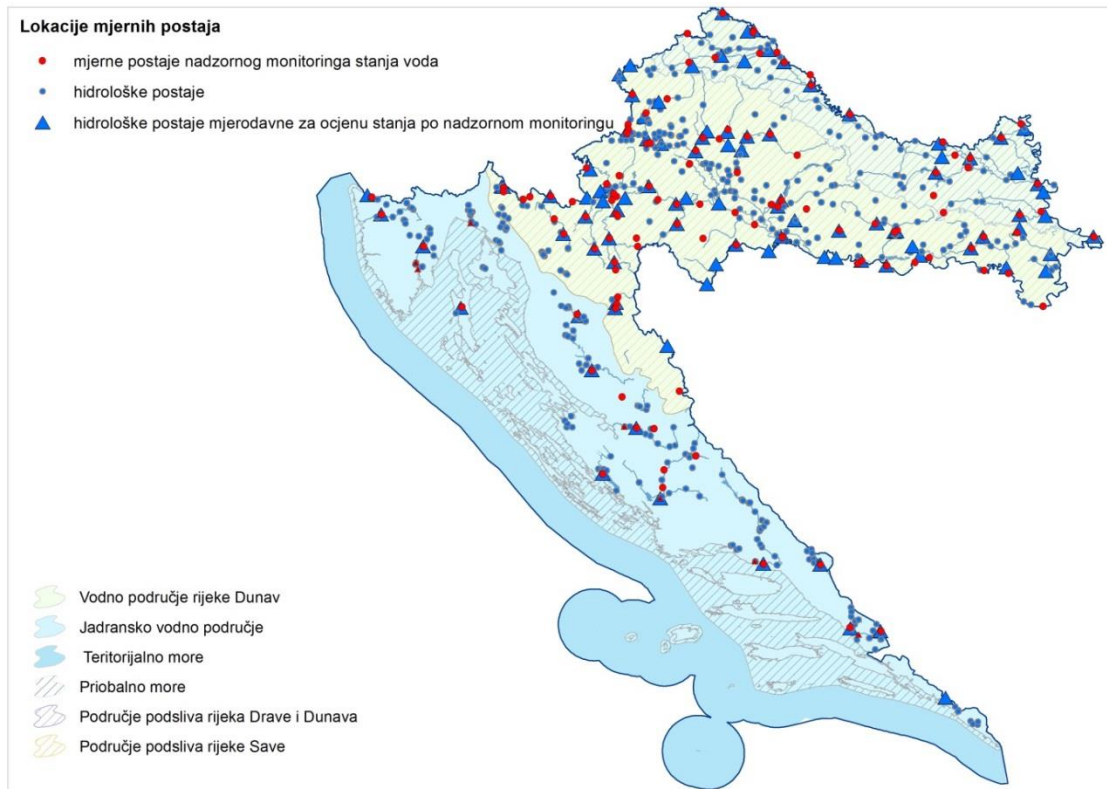 Lokacije mjernih postaja
mjerne postaje nadzornog monitoringa stanja voda
hidrološke postaje
hidrološke postaje mjerodavne za ocjenu stanja po nadzornom monitoringu
Vodno područje rijeke Dunav
Jadransko vodno područje
Teritorijalno more
Priobalno more
Područje podsliva rijeka Drave i Dunava
Područje podsliva rijeke Save